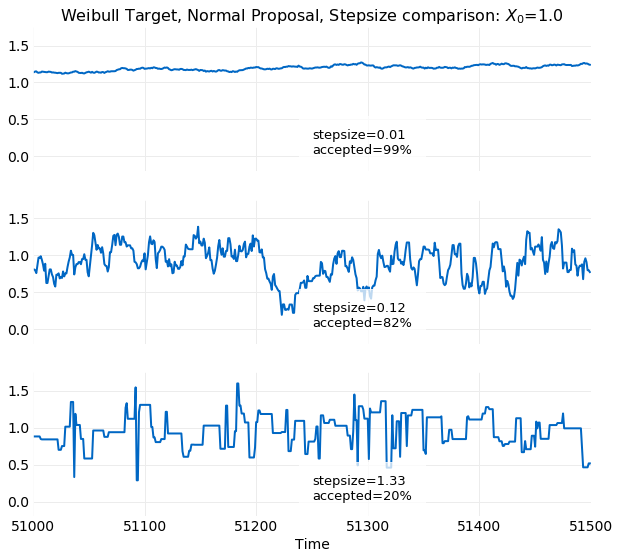 Weibull Target, Normal Proposal, Stepsize comparison: X₀=1.0
1.5
1.0
0.5
0.0
stepsize=0.01
accepted=99%
1.5
1.0
0.5
0.0
stepsize=0.12
accepted=82%
1.5
1.0
0.5
0.0
stepsize=1.33
accepted=20%
51000 51100 51200 51300 51400 51500
Time